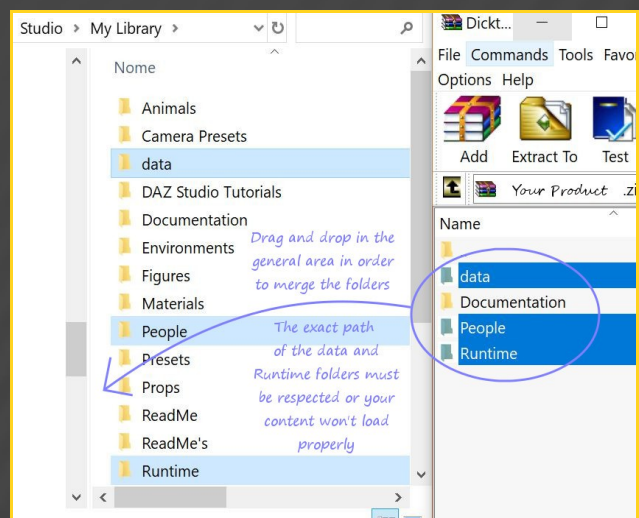 Studio > My Library >
Nome
Animals
Camera Presets
data
DAZ Studio Tutorials
Documentation
Environments
Figures
Materials
People
Presets
Props
ReadMe
ReadMe's
Runtime
Drag and drop in the
general area in order
to merge the folders
The exact path
of the data and
Runtime folders must
be respected or your
content won't load
properly
Dickt...
File Commands Tools Favo
Options Help
Add Extract To Test
Your Product .zi
Name
data
Documentation
People
Runtime